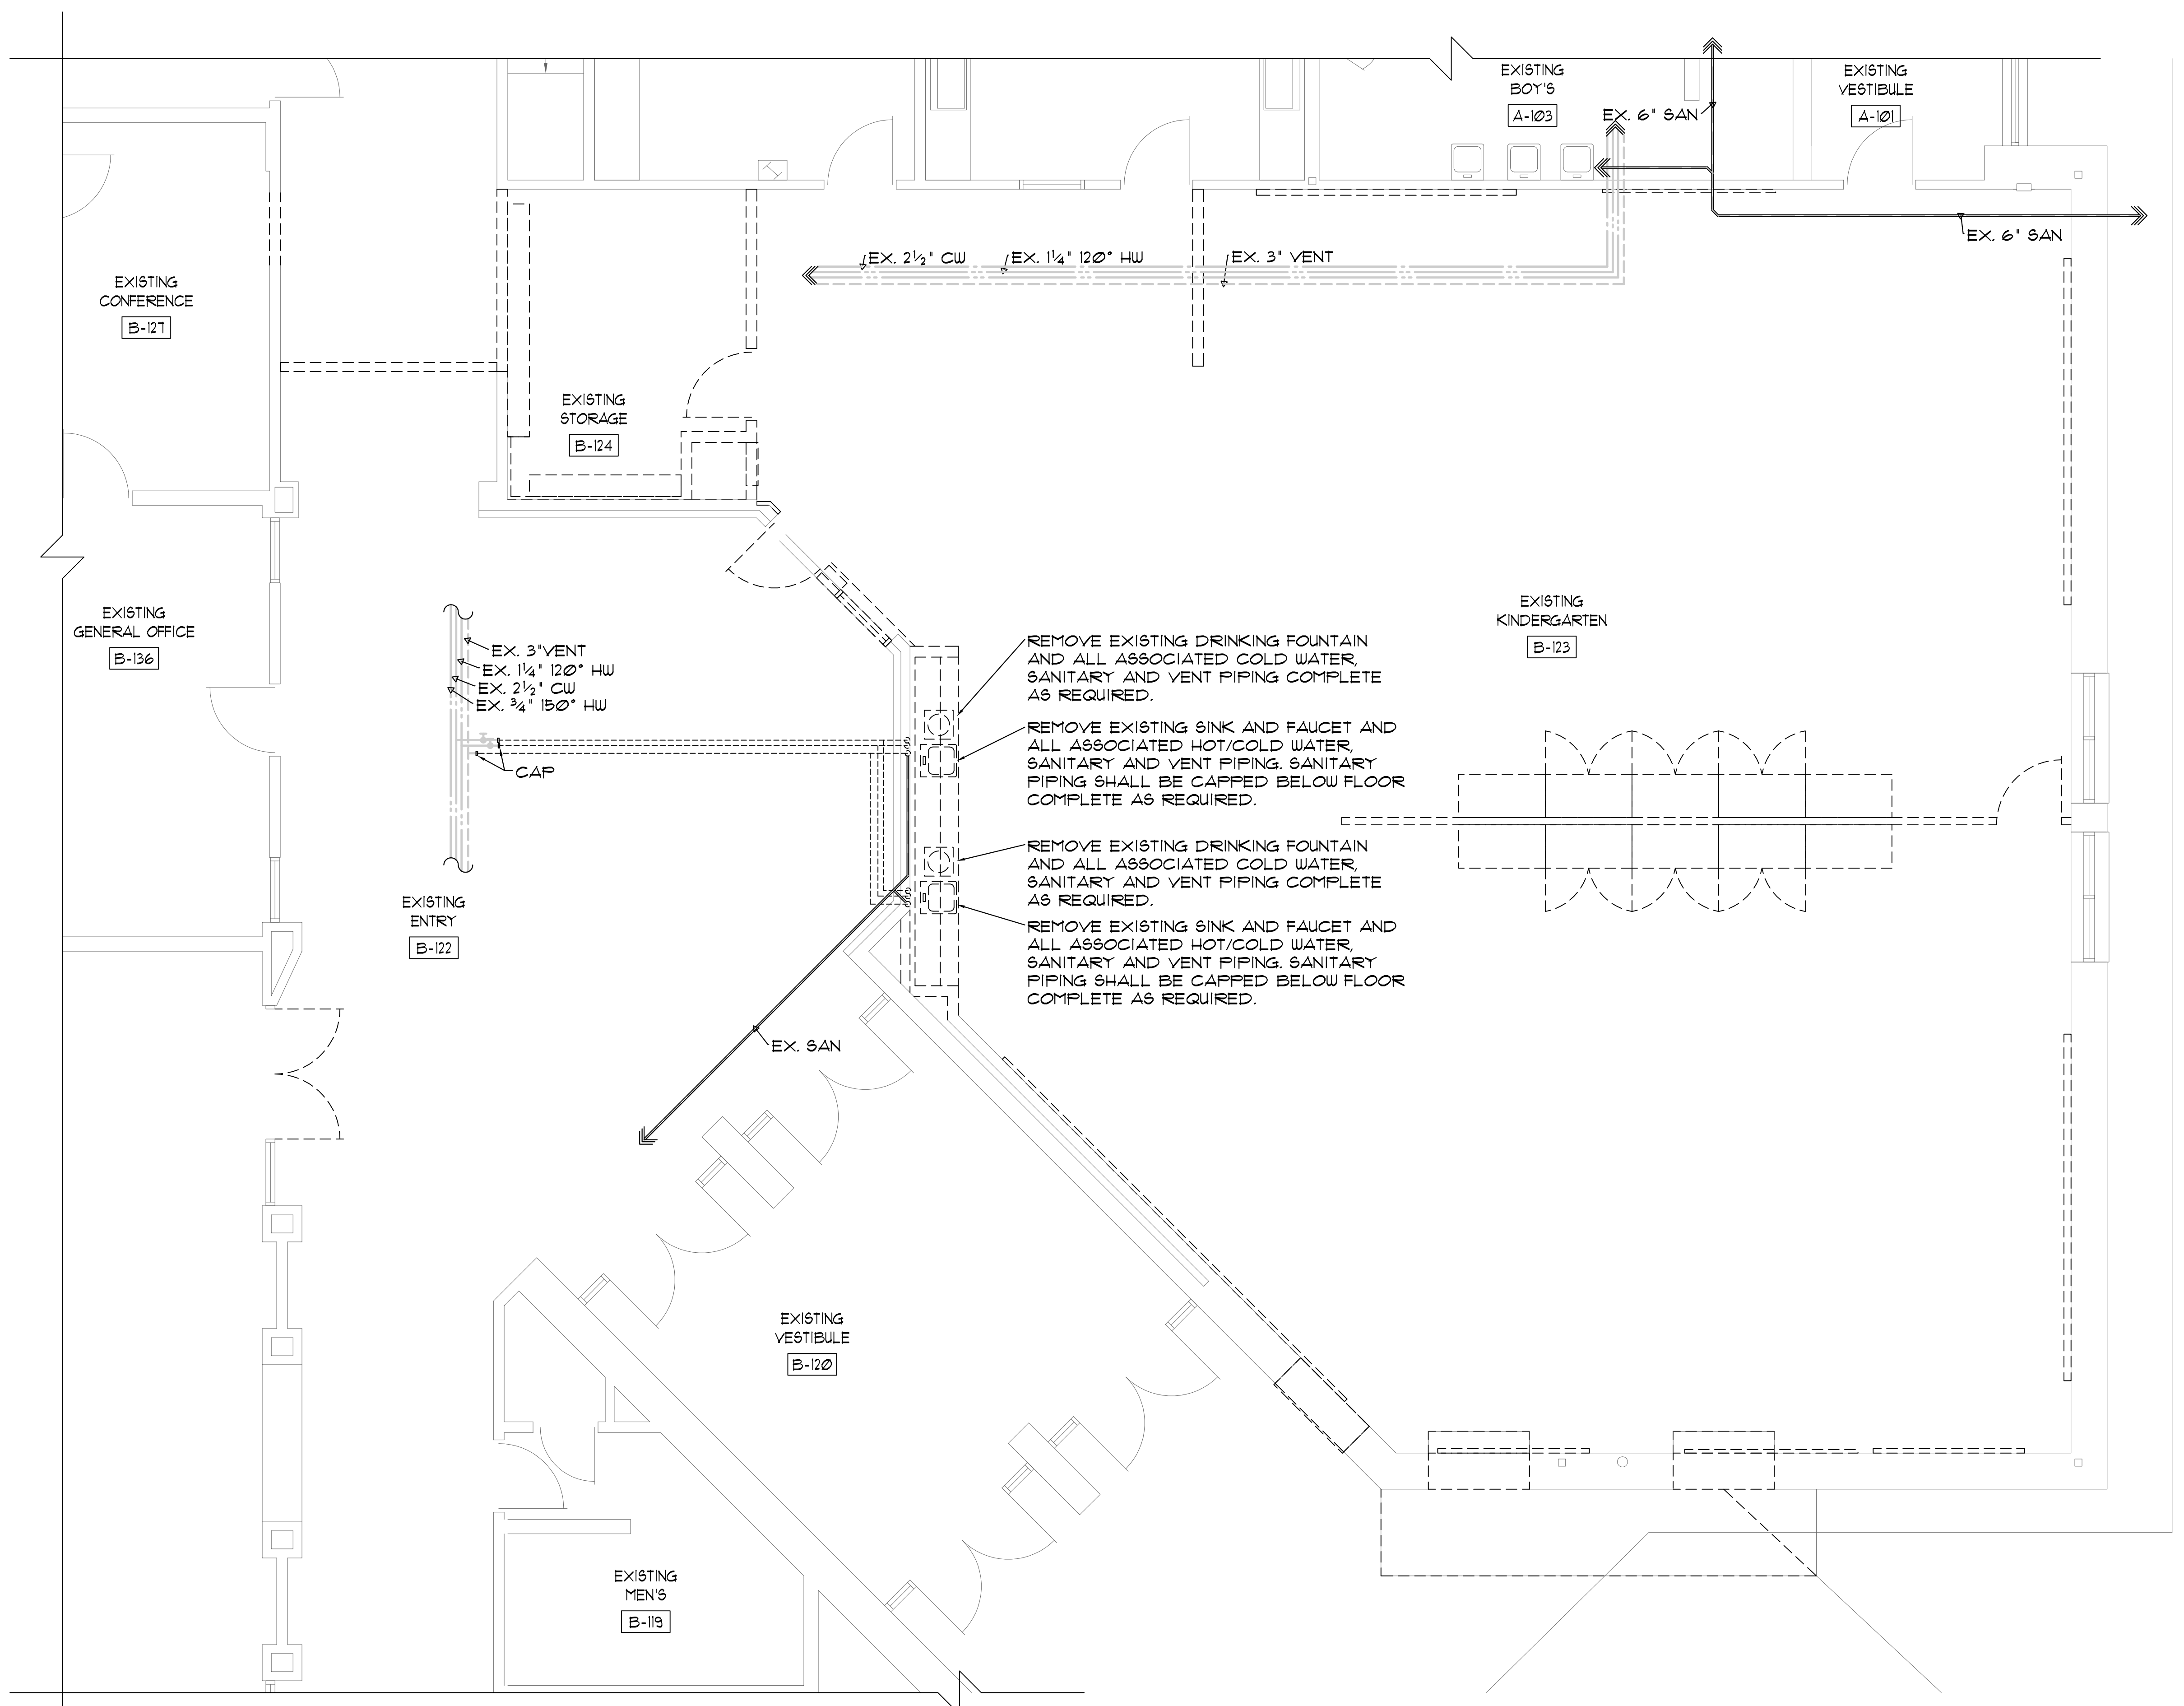 EXISTING
BOY'S
A-103
EXISTING
VESTIBULE
A-101
EX. 6" SAN
EX. 6" SAN
EX. 2½" CW
EX. 1¼" 120° HW
EX. 3" VENT
EXISTING
CONFERENCE
B-127
EXISTING
STORAGE
B-124
EXISTING
GENERAL OFFICE
B-136
EX. 3"VENT
EX. 1¼" 120° HW
EX. 2½" CW
EX. ¾" 150° HW
CAP
EXISTING
KINDERGARTEN
B-123
REMOVE EXISTING DRINKING FOUNTAIN
AND ALL ASSOCIATED COLD WATER,
SANITARY AND VENT PIPING COMPLETE
AS REQUIRED.
REMOVE EXISTING SINK AND FAUCET AND
ALL ASSOCIATED HOT/COLD WATER,
SANITARY AND VENT PIPING. SANITARY
PIPING SHALL BE CAPPED BELOW FLOOR
COMPLETE AS REQUIRED.
REMOVE EXISTING DRINKING FOUNTAIN
AND ALL ASSOCIATED COLD WATER,
SANITARY AND VENT PIPING COMPLETE
AS REQUIRED.
REMOVE EXISTING SINK AND FAUCET AND
ALL ASSOCIATED HOT/COLD WATER,
SANITARY AND VENT PIPING. SANITARY
PIPING SHALL BE CAPPED BELOW FLOOR
COMPLETE AS REQUIRED.
EXISTING
ENTRY
B-122
EX. SAN
EXISTING
VESTIBULE
B-120
EXISTING
MEN'S
B-119